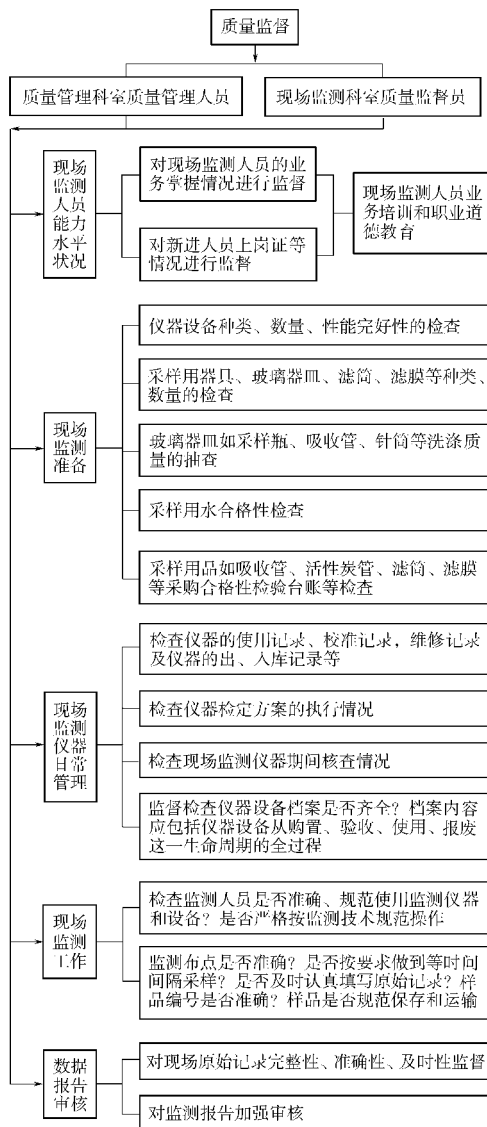 质量监督
质量管理科室质量管理人员
现场监测科室质量监督员
现场
监测
人员
能力
水平
状况
对现场监测人员的业
务掌握情况进行监督
对新进人员上岗证等
情况进行监督
现场监测人员业
务培训和职业道
德教育
现场
监测
准备
仪器设备种类、数量、性能完好性的检查
采样用器具、玻璃器皿、滤筒、滤膜等种类、
数量的检查
玻璃器皿如采样瓶、吸收管、针筒等洗涤质
量的抽查
采样用水合格性检查
采样用品如吸收管、活性炭管、滤筒、滤膜
等采购合格性检验台账等检查
现场
监测
仪器
日常
管理
检查仪器的使用记录、校准记录，维修记录
及仪器的出、入库记录等
检查仪器检定方案的执行情况
检查现场监测仪器期间核查情况
监督检查仪器设备档案是否齐全？档案内容
应包括仪器设备从购置、验收、使用、报废
这一生命周期的全过程
现场
监测
工作
检查监测人员是否准确、规范使用监测仪器
和设备？是否严格按监测技术规范操作
监测布点是否准确？是否按要求做到等时间
间隔采样？是否及时认真填写原始记录？样
品编号是否准确？样品是否规范保存和运输
数据
报告
审核
对现场原始记录完整性、准确性、及时性监督
对监测报告加强审核